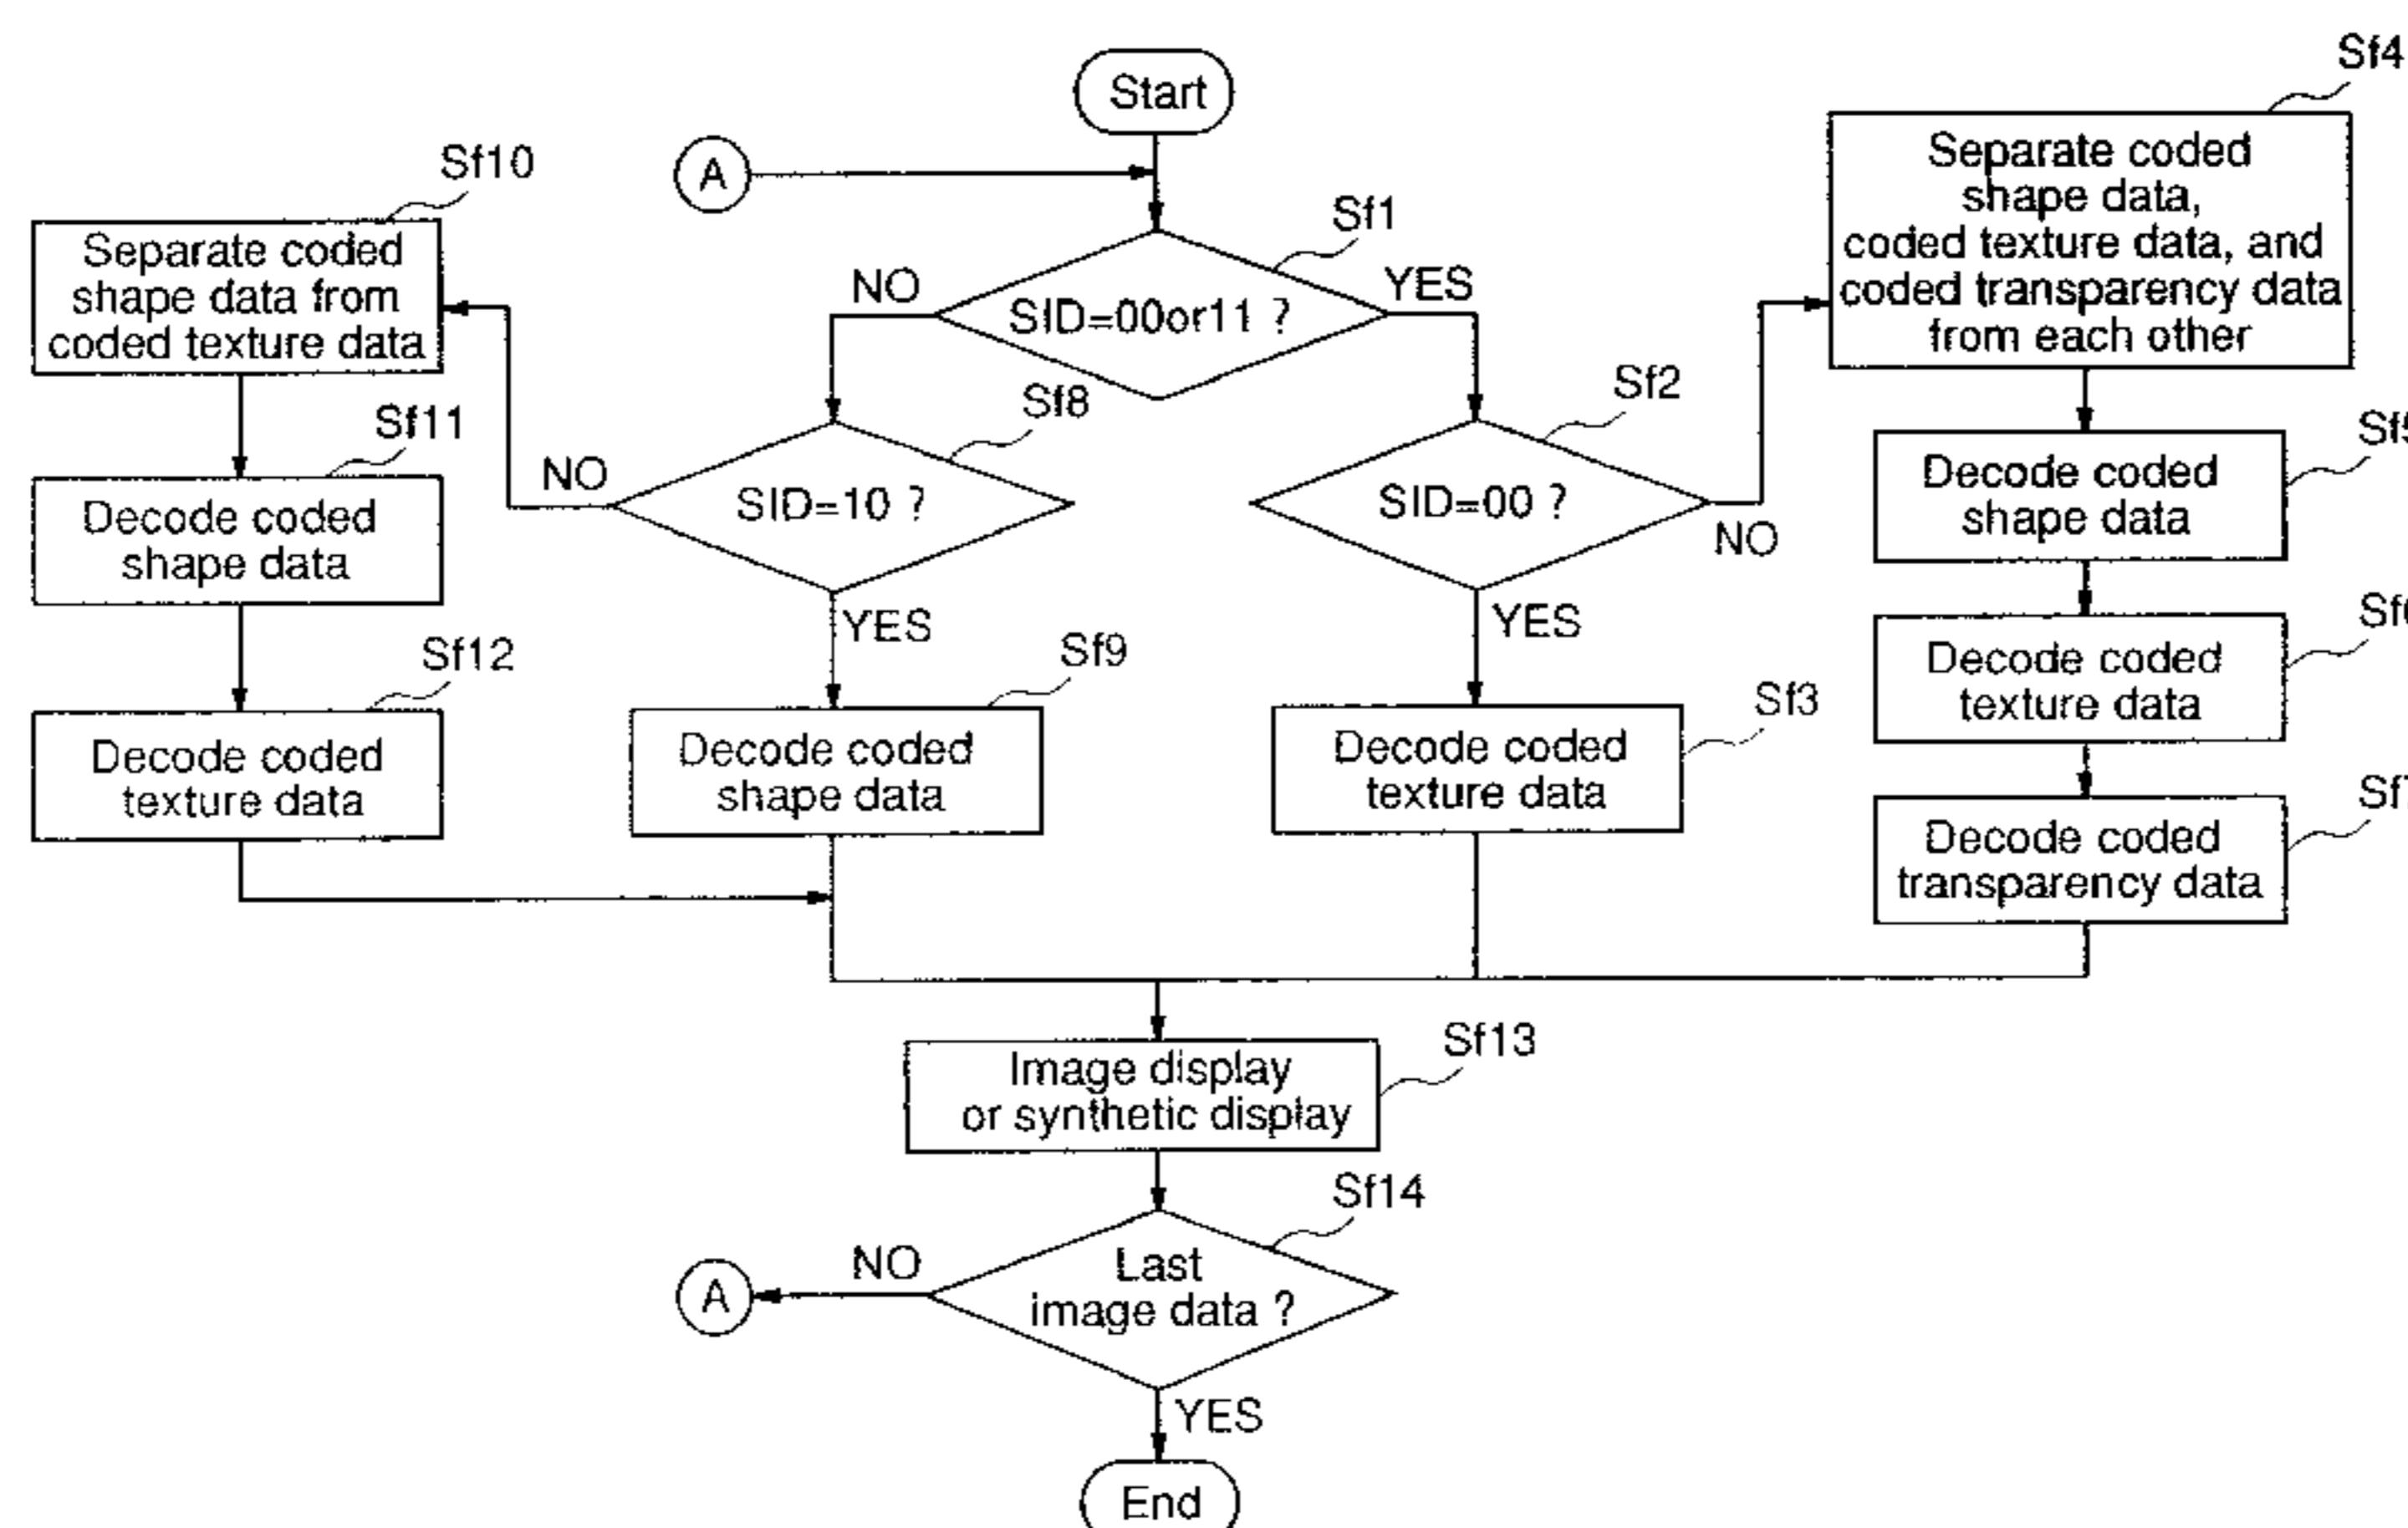 Start
Sf4
A
Sf10
Separate coded
shape data,
coded texture data, and
coded transparency data
from each other
Sf1
Separate coded
shape data from
coded texture data
NO
SID=00or11 ?
YES
Sf11
Sf8
Sf2
Decode coded
shape data
NO
SID=10 ?
SID=00 ?
NO
Decode coded
shape data
YES
YES
Sf12
Sf9
Sf3
Decode coded
texture data
Decode coded
texture data
Decode coded
shape data
Decode coded
texture data
Decode coded
transparency data
Image display
or synthetic display
Sf13
Sf14
A
NO
Last
image data ?
YES
End